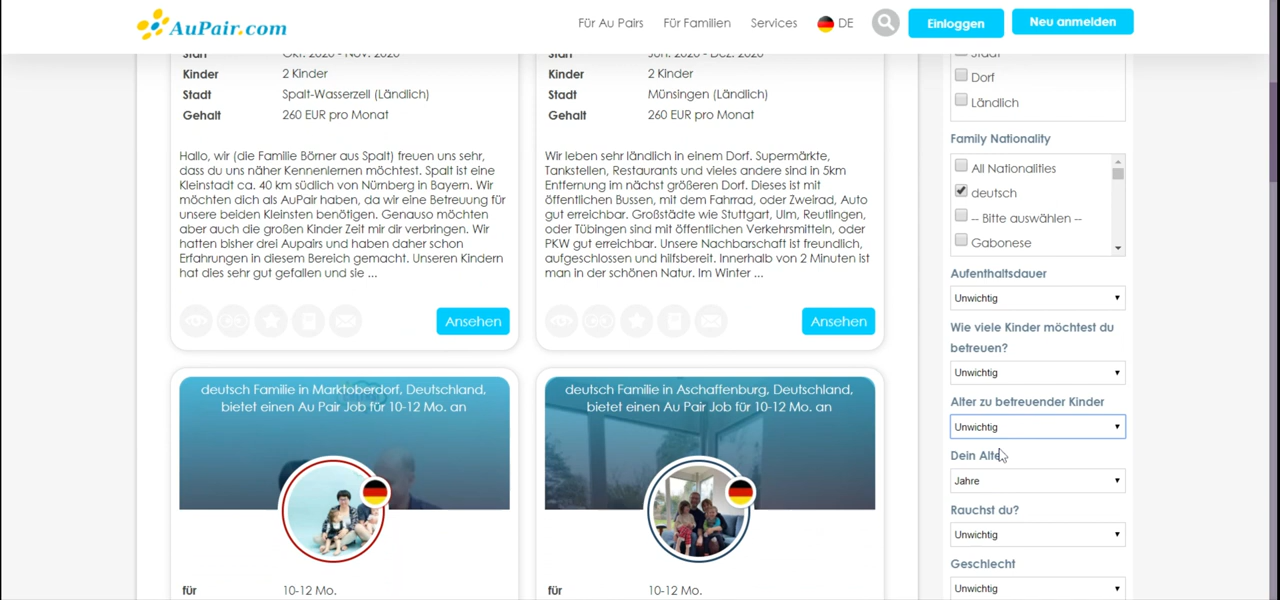 AuPair.com
Für Au Pairs Für Familien Services DE Einloggen Neu anmelden
Kinder 2 Kinder
Stadt Spalt-Wasserzell (Ländlich)
Gehalt 260 EUR pro Monat
Hallo, wir (die Familie Börner aus Spalt) freuen uns sehr,
dass du uns näher Kennenlernen möchtest. Spalt ist eine
Kleinstadt ca. 40 km südlich von Nürnberg in Bayern. Wir
möchten dich als AuPair haben, da wir eine Betreuung für
unsere beiden Kleinsten benötigen. Genauso möchten
aber auch die großen Kinder Zeit mir dir verbringen. Wir
hatten bisher drei Aupairs und haben daher schon
Erfahrungen in diesem Bereich gemacht. Unseren Kindern
hat dies sehr gut gefallen und sie ...
Ansehen
Kinder 2 Kinder
Stadt Münsingen (Ländlich)
Gehalt 260 EUR pro Monat
Wir leben sehr ländlich in einem Dorf. Supermärkte,
Tankstellen, Restaurants und vieles andere sind in 5km
Entfernung im nächst größeren Dorf. Dieses ist mit
öffentlichen Bussen, mit dem Fahrrad, oder Zweirad, Auto
gut erreichbar. Großstädte wie Stuttgart, Ulm, Reutlingen,
oder Tübingen sind mit öffentlichen Verkehrsmitteln, oder
PKW gut erreichbar. Unsere Nachbarschaft ist freundlich,
aufgeschlossen und hilfsbereit. Innerhalb von 2 Minuten ist
man in der schönen Natur. Im Winter ...
Ansehen
deutsch Familie in Marktoberdorf, Deutschland,
bietet einen Au Pair Job für 10-12 Mo. an
für 10-12 Mo.
deutsch Familie in Aschaffenburg, Deutschland,
bietet einen Au Pair Job für 10-12 Mo. an
für 10-12 Mo.
Dorf
Ländlich
Family Nationality
All Nationalities
deutsch
-- Bitte auswählen --
Gabonese
Aufenthaltsdauer
Unwichtig
Wie viele Kinder möchtest du
betreuen?
Unwichtig
Alter zu betreuender Kinder
Unwichtig
Dein Alter
Jahre
Rauchst du?
Unwichtig
Geschlecht
Unwichtig